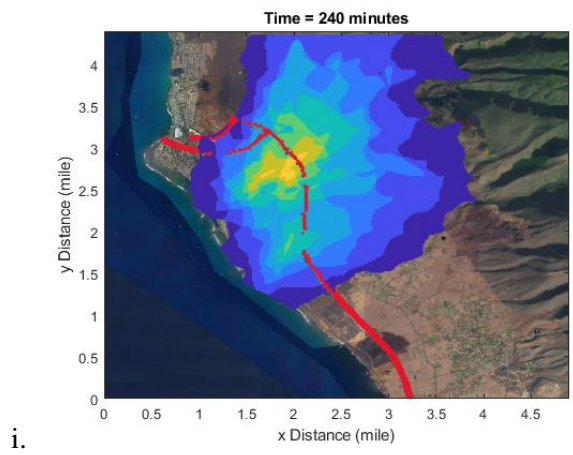 Time = 240 minutes
4
3.5
3
2.5
2
1.5
1
0.5
0
y Distance (mile)
0 0.5 1 1.5 2 2.5 3 3.5 4 4.5
x Distance (mile)
i.